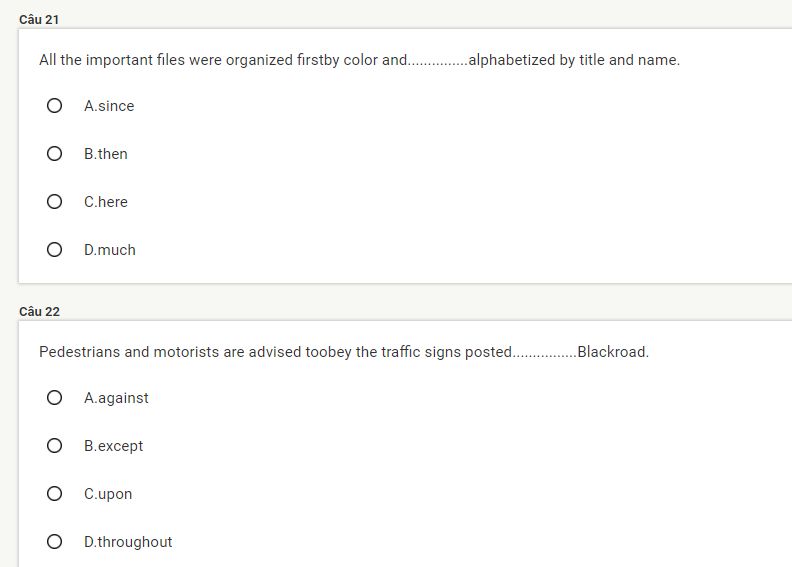 Câu 21
All the important files were organized firstby color and...............alphabetized by title and name.
A.since
B.then
C.here
D.much
Câu 22
Pedestrians and motorists are advised toobey the traffic signs posted................Blackroad.
A.against
B.except
C.upon
D.throughout